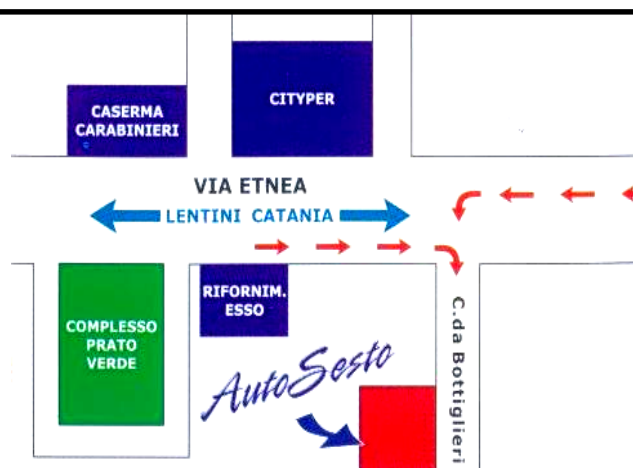 CASERMA
CARABINIERI
CITYPER
VIA ETNEA
LENTINI CATANIA
RIFORNIM.
ESSO
COMPLESSO
PRATO
VERDE
AutoSesto
C.da Bottiglieri